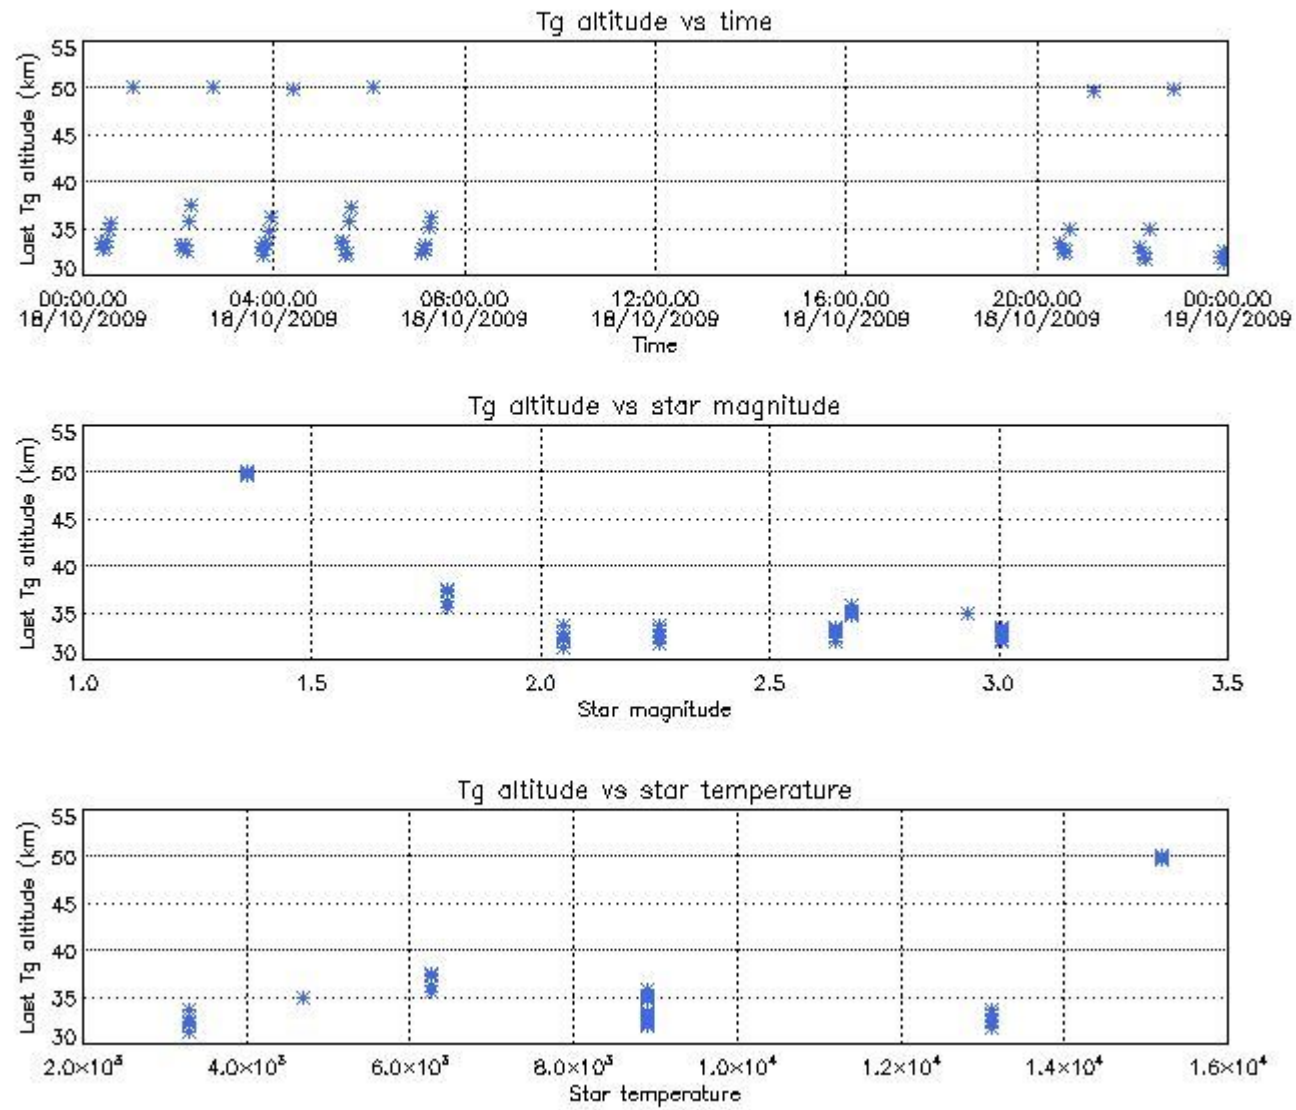 Tg altitude vs time
Last Tg altitude (km)
55
50
45
40
35
30
00:00.00 04:00.00 08:00.00 12:00.00 16:00.00 20:00.00 00:00.00
18/10/2009 18/10/2009 18/10/2009 18/10/2009 18/10/2009 18/10/2009 19/10/2009
Time
Tg altitude vs star magnitude
Last Tg altitude (km)
55
50
45
40
35
30
1.0 1.5 2.0 2.5 3.0 3.5
Star magnitude
Tg altitude vs star temperature
Last Tg altitude (km)
55
50
45
40
35
30
2.0×10³ 4.0×10³ 6.0×10³ 8.0×10³ 1.0×10⁴ 1.2×10⁴ 1.4×10⁴ 1.6×10⁴
Star temperature